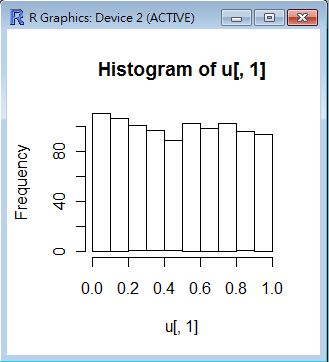 R Graphics: Device 2 (ACTIVE)
Histogram of u[, 1]
Frequency
80
40
0
0.0 0.2 0.4 0.6 0.8 1.0
u[, 1]